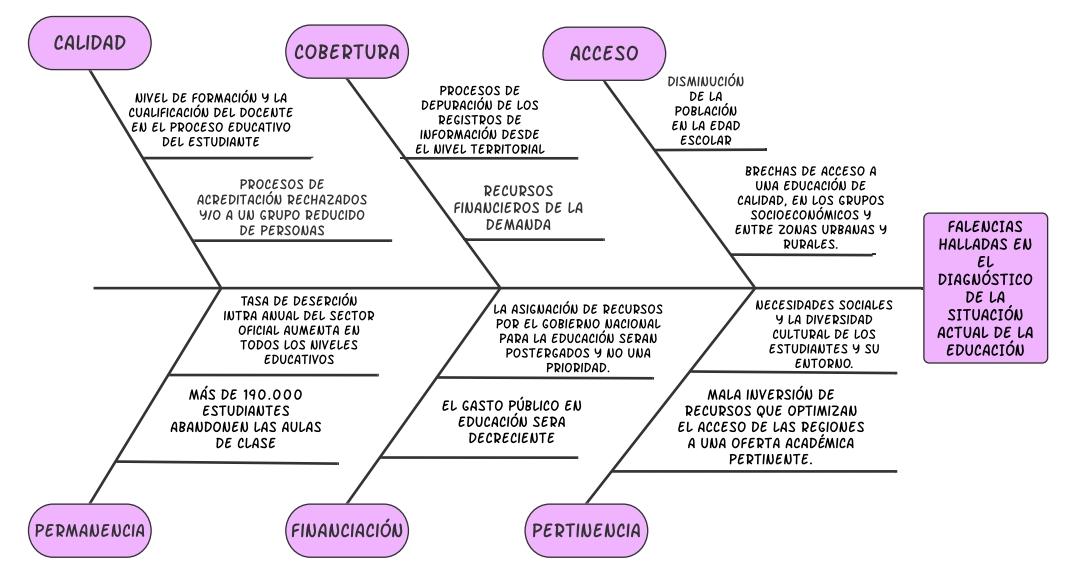 CALIDAD
COBERTURA
ACCESO
NIVEL DE FORMACIÓN Y LA
CUALIFICACIÓN DEL DOCENTE
EN EL PROCESO EDUCATIVO
DEL ESTUDIANTE
PROCESOS DE
ACREDITACIÓN RECHAZADOS
Y/O A UN GRUPO REDUCIDO
DE PERSONAS
PROCESOS DE
DEPURACIÓN DE LOS
REGISTROS DE
INFORMACIÓN DESDE
EL NIVEL TERRITORIAL
RECURSOS
FINANCIEROS DE LA
DEMANDA
DISMINUCIÓN
DE LA
POBLACIÓN
EN LA EDAD
ESCOLAR
BRECHAS DE ACCESO A
UNA EDUCACIÓN DE
CALIDAD, EN LOS GRUPOS
SOCIOECONÓMICOS Y
ENTRE ZONAS URBANAS Y
RURALES.
FALENCIAS
HALLADAS EN
EL
DIAGNÓSTICO
DE LA
SITUACIÓN
ACTUAL DE LA
EDUCACIÓN
TASA DE DESERCIÓN
INTRA ANUAL DEL SECTOR
OFICIAL AUMENTA EN
TODOS LOS NIVELES
EDUCATIVOS
MÁS DE 190.000
ESTUDIANTES
ABANDONEN LAS AULAS
DE CLASE
LA ASIGNACIÓN DE RECURSOS
POR EL GOBIERNO NACIONAL
PARA LA EDUCACIÓN SERAN
POSTERGADOS Y NO UNA
PRIORIDAD.
EL GASTO PÚBLICO EN
EDUCACIÓN SERA
DECRECIENTE
NECESIDADES SOCIALES
Y LA DIVERSIDAD
CULTURAL DE LOS
ESTUDIANTES Y SU
ENTORNO.
MALA INVERSIÓN DE
RECURSOS QUE OPTIMIZAN
EL ACCESO DE LAS REGIONES
A UNA OFERTA ACADÉMICA
PERTINENTE.
PERMANENCIA
FINANCIACIÓN
PERTINENCIA